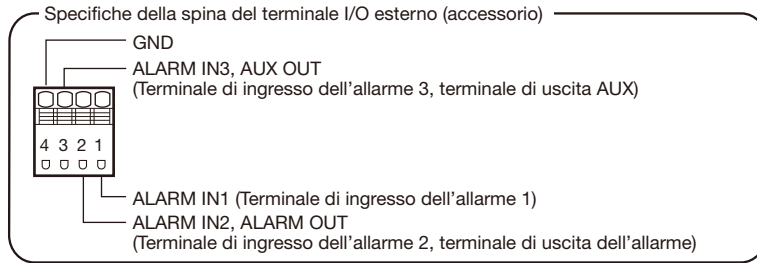 Specifiche della spina del terminale I/O esterno (accessorio)
GND
ALARM IN3, AUX OUT
(Terminale di ingresso dell'allarme 3, terminale di uscita AUX)
4 3 2 1
ALARM IN1 (Terminale di ingresso dell'allarme 1)
ALARM IN2, ALARM OUT
(Terminale di ingresso dell'allarme 2, terminale di uscita dell'allarme)